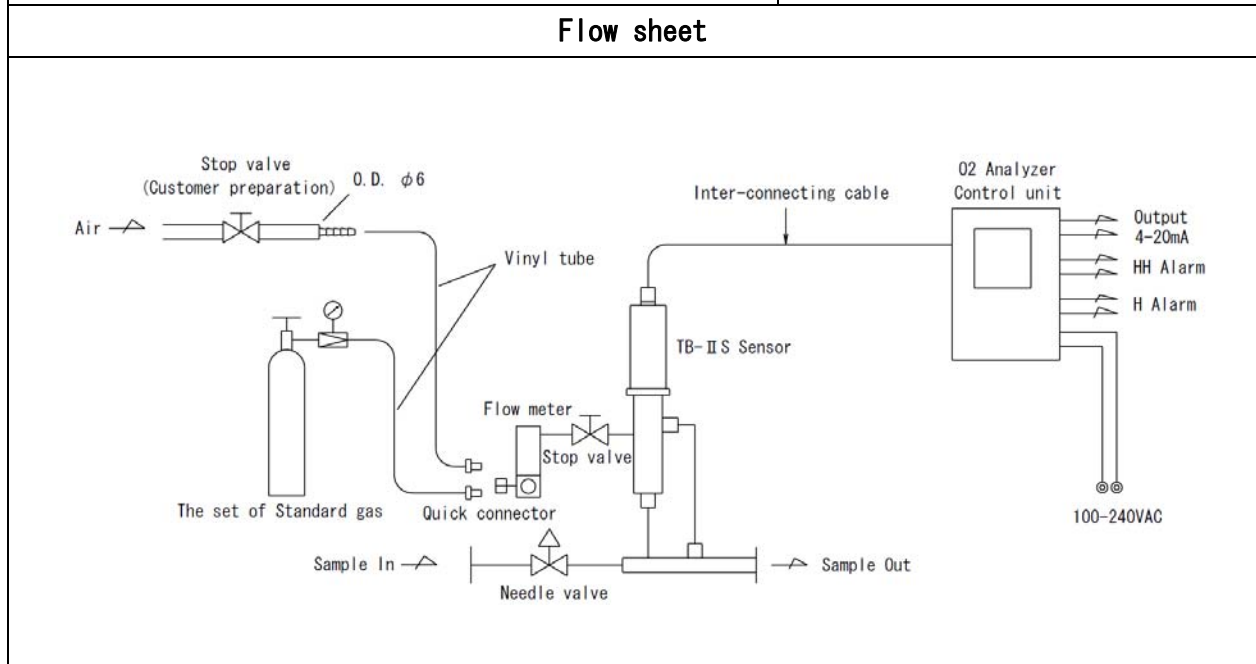 Flow sheet
Stop valve
(Customer preparation)
O.D. φ6
Air
Vinyl tube
Inter-connecting cable
O2 Analyzer
Control unit
Output
4-20mA
HH Alarm
H Alarm
TB-ⅡS Sensor
Flow meter
Stop valve
The set of Standard gas
Quick connector
100-240VAC
Sample In
Sample Out
Needle valve